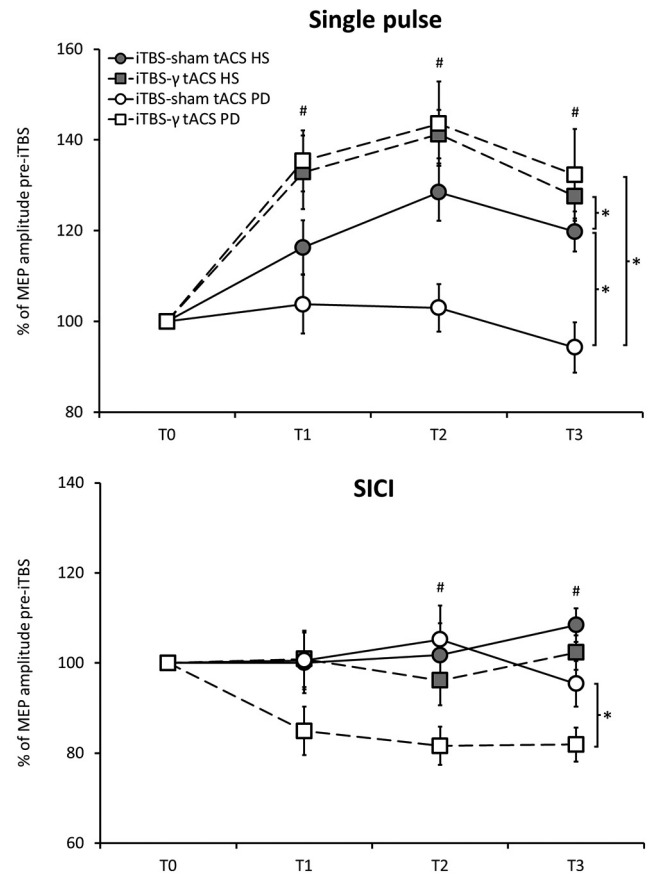 Single pulse
160
140
120
100
80
% of MEP amplitude pre-iTBS
iTBS-sham tACS HS
iTBS-γ tACS HS
iTBS-sham tACS PD
iTBS-γ tACS PD
# # #
*
*
*
T0 T1 T2 T3
SICI
140
120
100
80
60
% of MEP amplitude pre-iTBS
# #
*
T0 T1 T2 T3